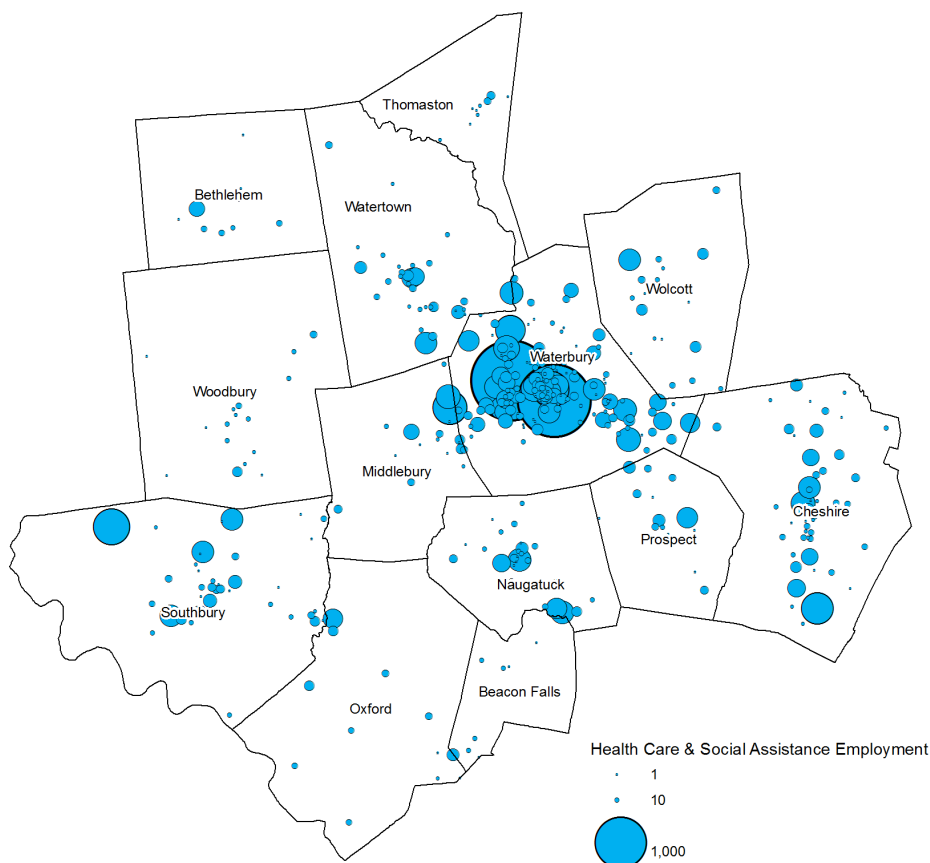 Thomaston
Bethlehem
Watertown
Wolcott
Waterbury
Woodbury
Middlebury
Cheshire
Prospect
Naugatuck
Southbury
Beacon Falls
Oxford
Health Care & Social Assistance Employment
1
10
1,000